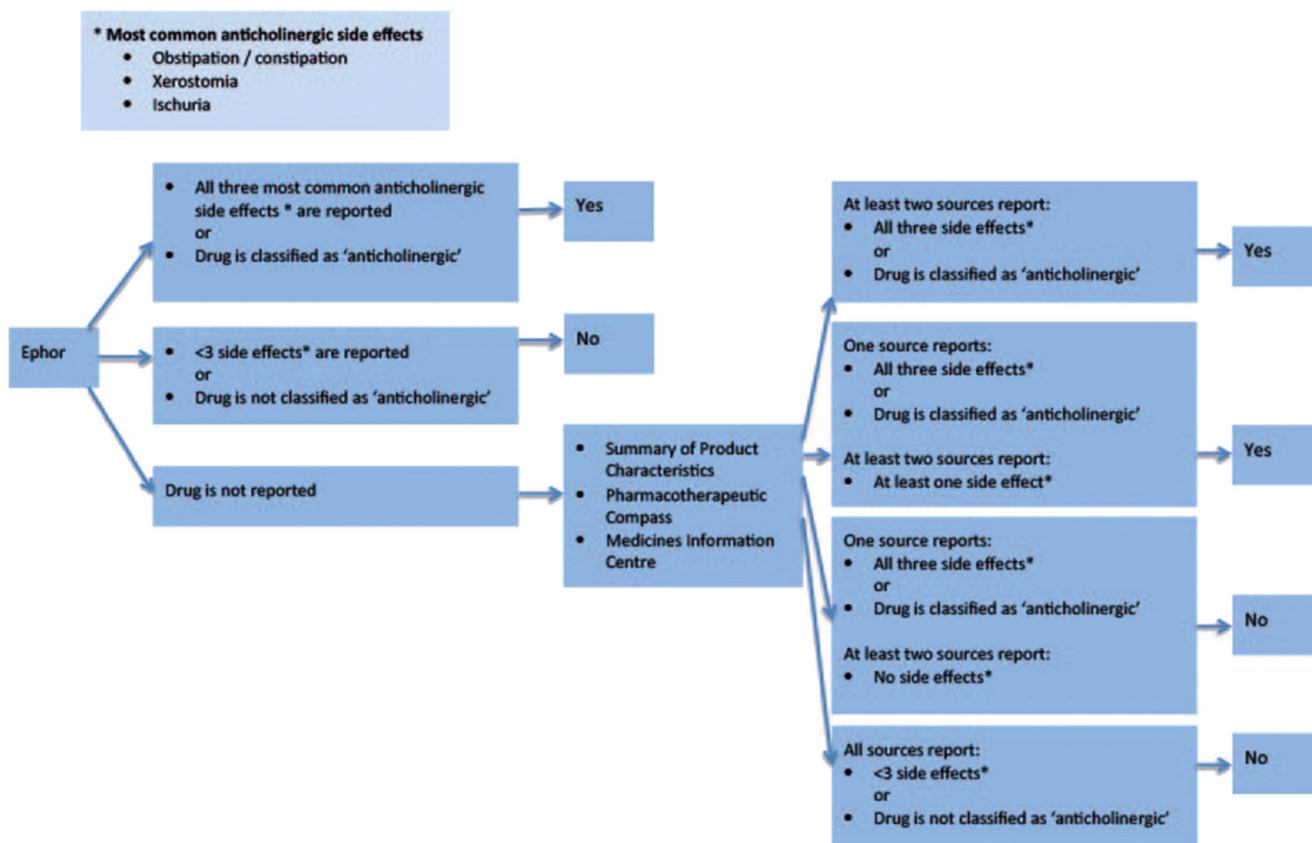 * Most common anticholinergic side effects
• Obstipation / constipation
• Xerostomia
• Ischuria
Ephor
• All three most common anticholinergic
side effects * are reported
or
• Drug is classified as ‘anticholinergic’
Yes
• <3 side effects* are reported
or
• Drug is not classified as ‘anticholinergic’
No
Drug is not reported
• Summary of Product
Characteristics
• Pharmacotherapeutic
Compass
• Medicines Information
Centre
At least two sources report:
• All three side effects*
or
• Drug is classified as ‘anticholinergic’
Yes
One source reports:
• All three side effects*
or
• Drug is classified as ‘anticholinergic’
At least two sources report:
• At least one side effect*
Yes
One source reports:
• All three side effects*
or
• Drug is classified as ‘anticholinergic’
At least two sources report:
• No side effects*
No
All sources report:
• <3 side effects*
or
• Drug is not classified as ‘anticholinergic’
No